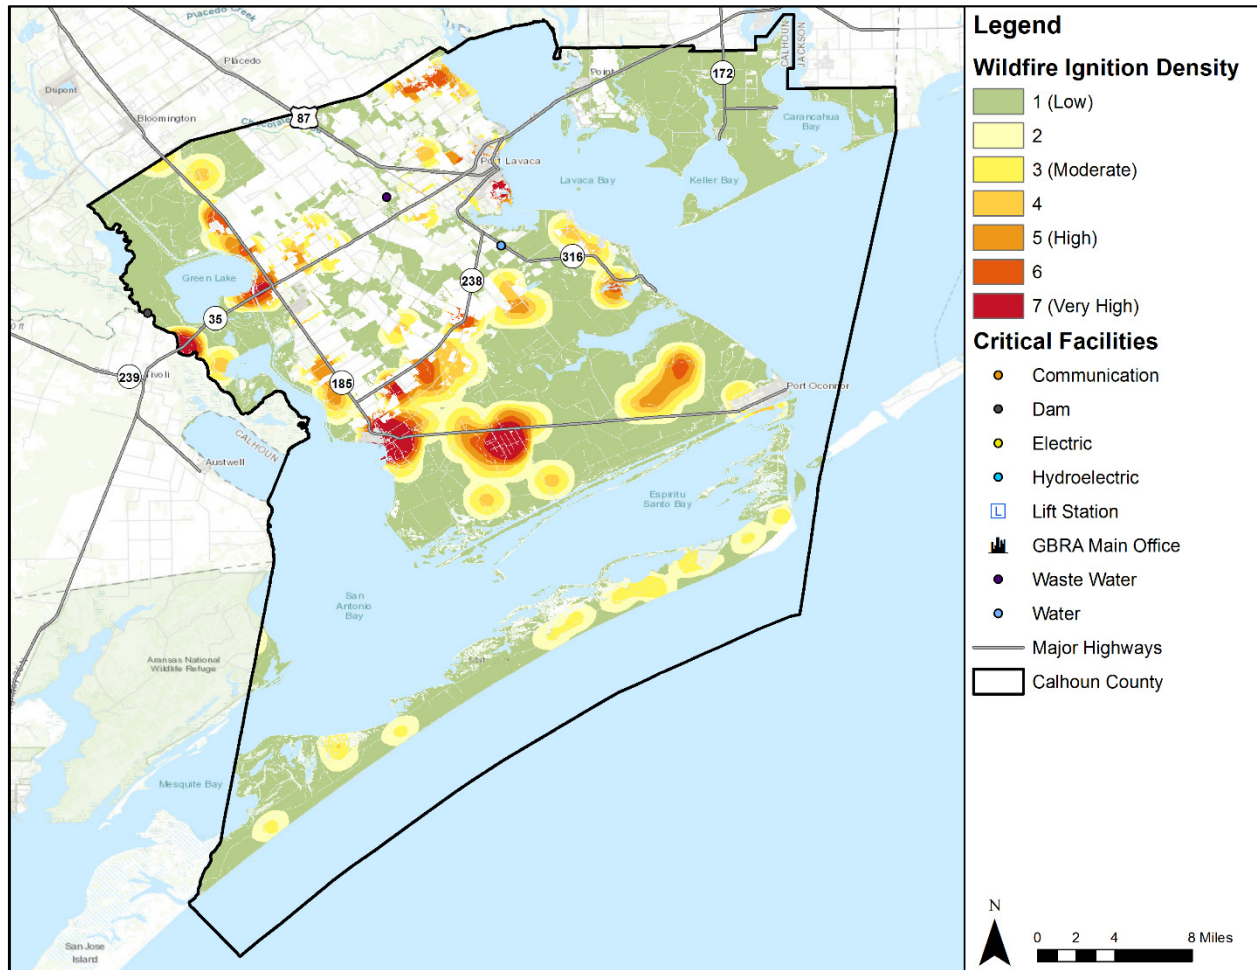 Placedo Creek
Placedo
Dupont
Bloomington
87
Point
172
CALHOUN
JACKSON
Carancahua
Bay
Port Lavaca
Lavaca Bay
Keller Bay
Green Lake
316
238
35
239
Tivoli
185
Port Oconnor
CALHOUN
Austwell
Espiritu
Santo Bay
San
Antonio
Bay
Aransas National
Wildlife Refuge
Mesquite Bay
San Jose
Island
Legend
Wildfire Ignition Density
1 (Low)
2
3 (Moderate)
4
5 (High)
6
7 (Very High)
Critical Facilities
Communication
Dam
Electric
Hydroelectric
L Lift Station
GBRA Main Office
Waste Water
Water
Major Highways
Calhoun County
N
0 2 4 8 Miles